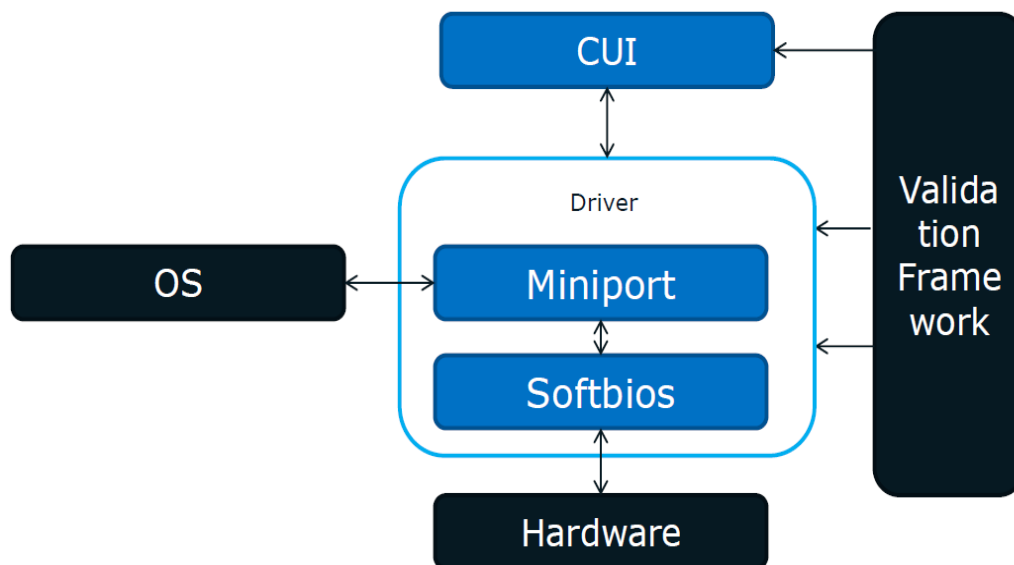 CUI
Driver
OS
Miniport
Softbios
Hardware
Valida
tion
Frame
work